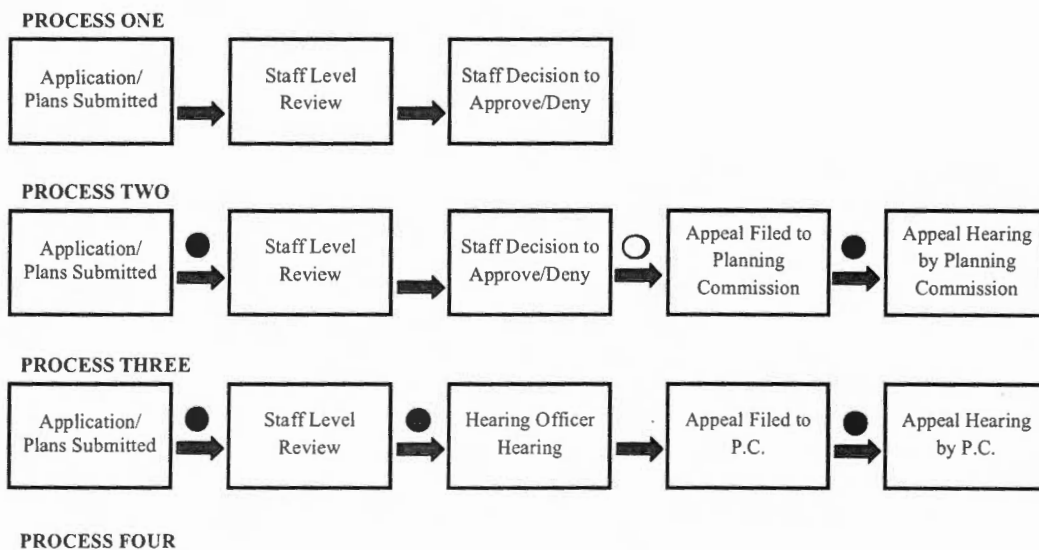 PROCESS ONE
Application/
Plans Submitted
Staff Level
Review
Staff Decision to
Approve/Deny
PROCESS TWO
Application/
Plans Submitted
Staff Level
Review
Staff Decision to
Approve/Deny
Appeal Filed to
Planning
Commission
Appeal Hearing
by Planning
Commission
PROCESS THREE
Application/
Plans Submitted
Staff Level
Review
Hearing Officer
Hearing
Appeal Filed to
P.C.
Appeal Hearing
by P.C.
PROCESS FOUR